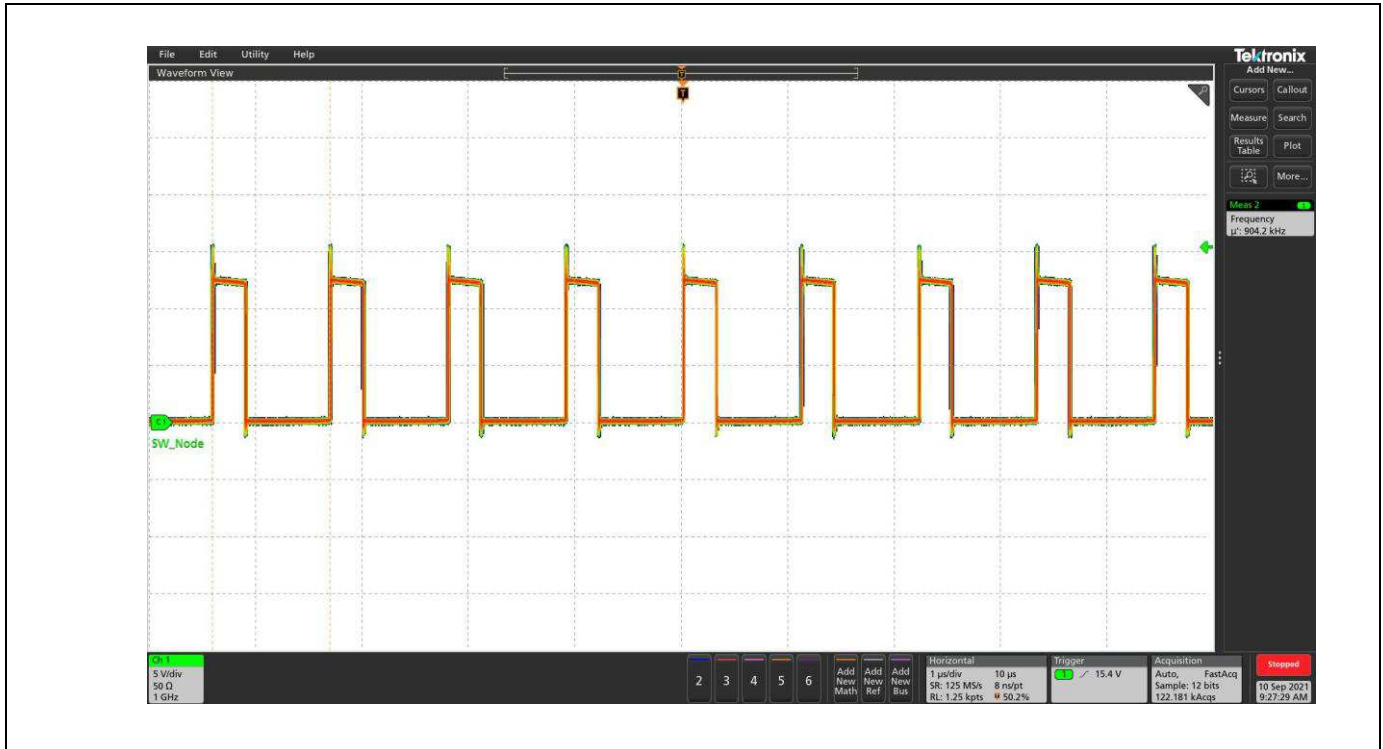 File Edit Utility Help
Tektronix
Waveform View
Add New...
T
T
Cursors Callout
Measure Search
Results Table Plot
More...
Meas 2 1
Frequency
µ': 904.2 kHz
C1
SW_Node
Ch 1
5 V/div
50 Ω
1 GHz
2 3 4 5 6
Add New Math
Add New Ref
Add New Bus
Horizontal
1 µs/div 10 µs
SR: 125 MS/s 8 ns/pt
RL: 1.25 kpts 50.2%
Trigger
1 15.4 V
Acquisition
Auto, FastAcq
Sample: 12 bits
122.181 kAcqs
Stopped
10 Sep 2021
9:27:29 AM